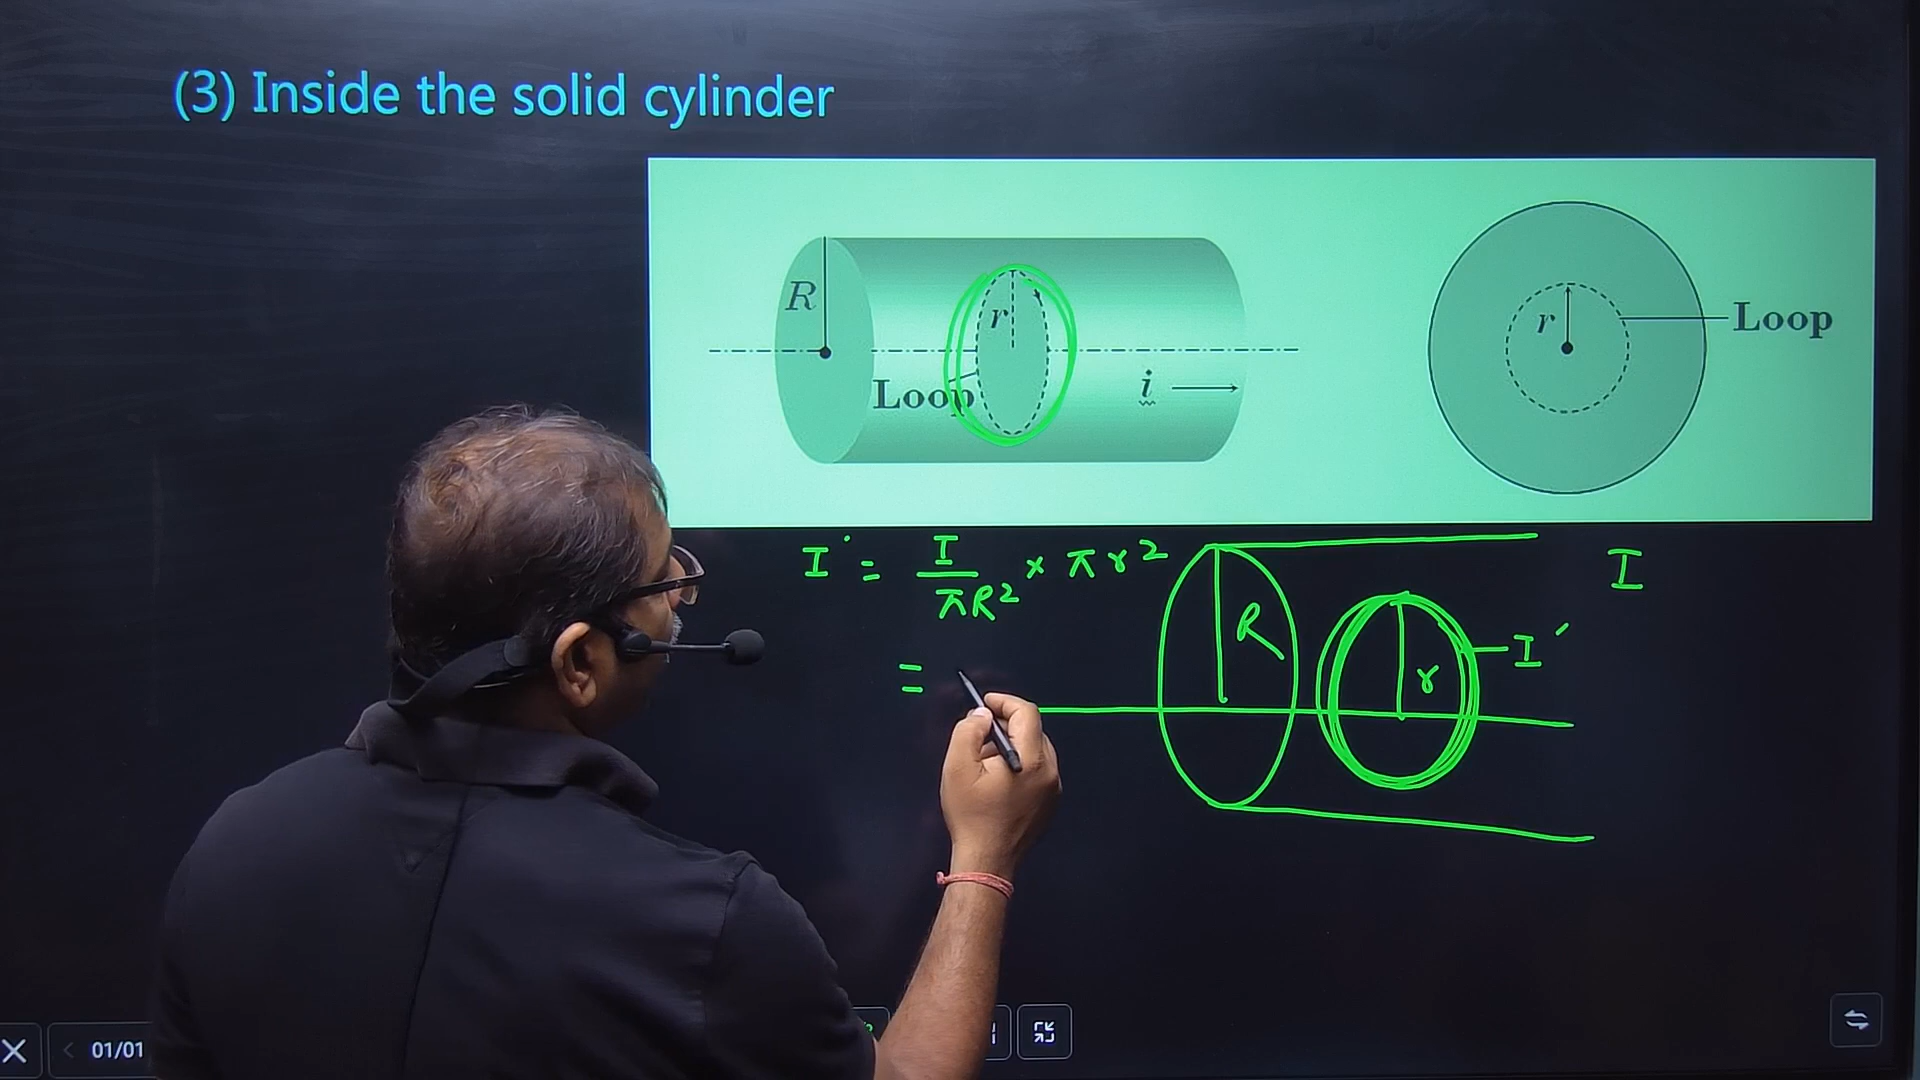 (3) Inside the solid cylinder
R
r
Loop
i
r
Loop
I' = I/πR² × πr²
=
R
r
I
I'
01/01